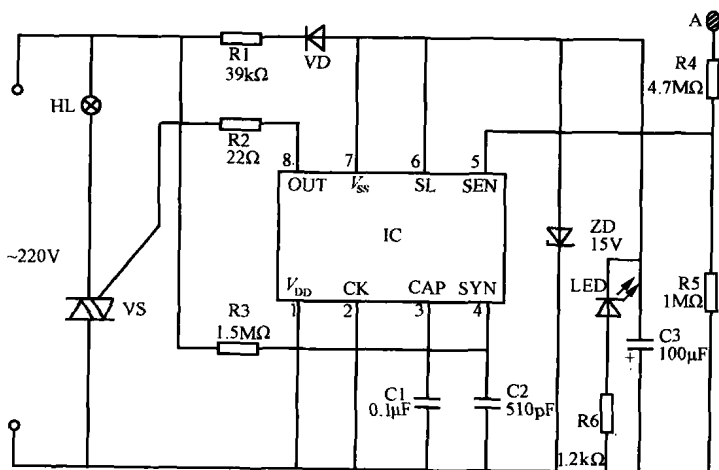 A
R1
39kΩ
VD
R4
4.7MΩ
HL
R2
22Ω
8 7 6 5
OUT VSS SL SEN
IC
ZD
15V
~220V
VS
LED
R5
1MΩ
VDD CK CAP SYN
1 2 3 4
R3
1.5MΩ
C3
+ 100μF
C1
0.1μF
C2
510pF
R6
1.2kΩ